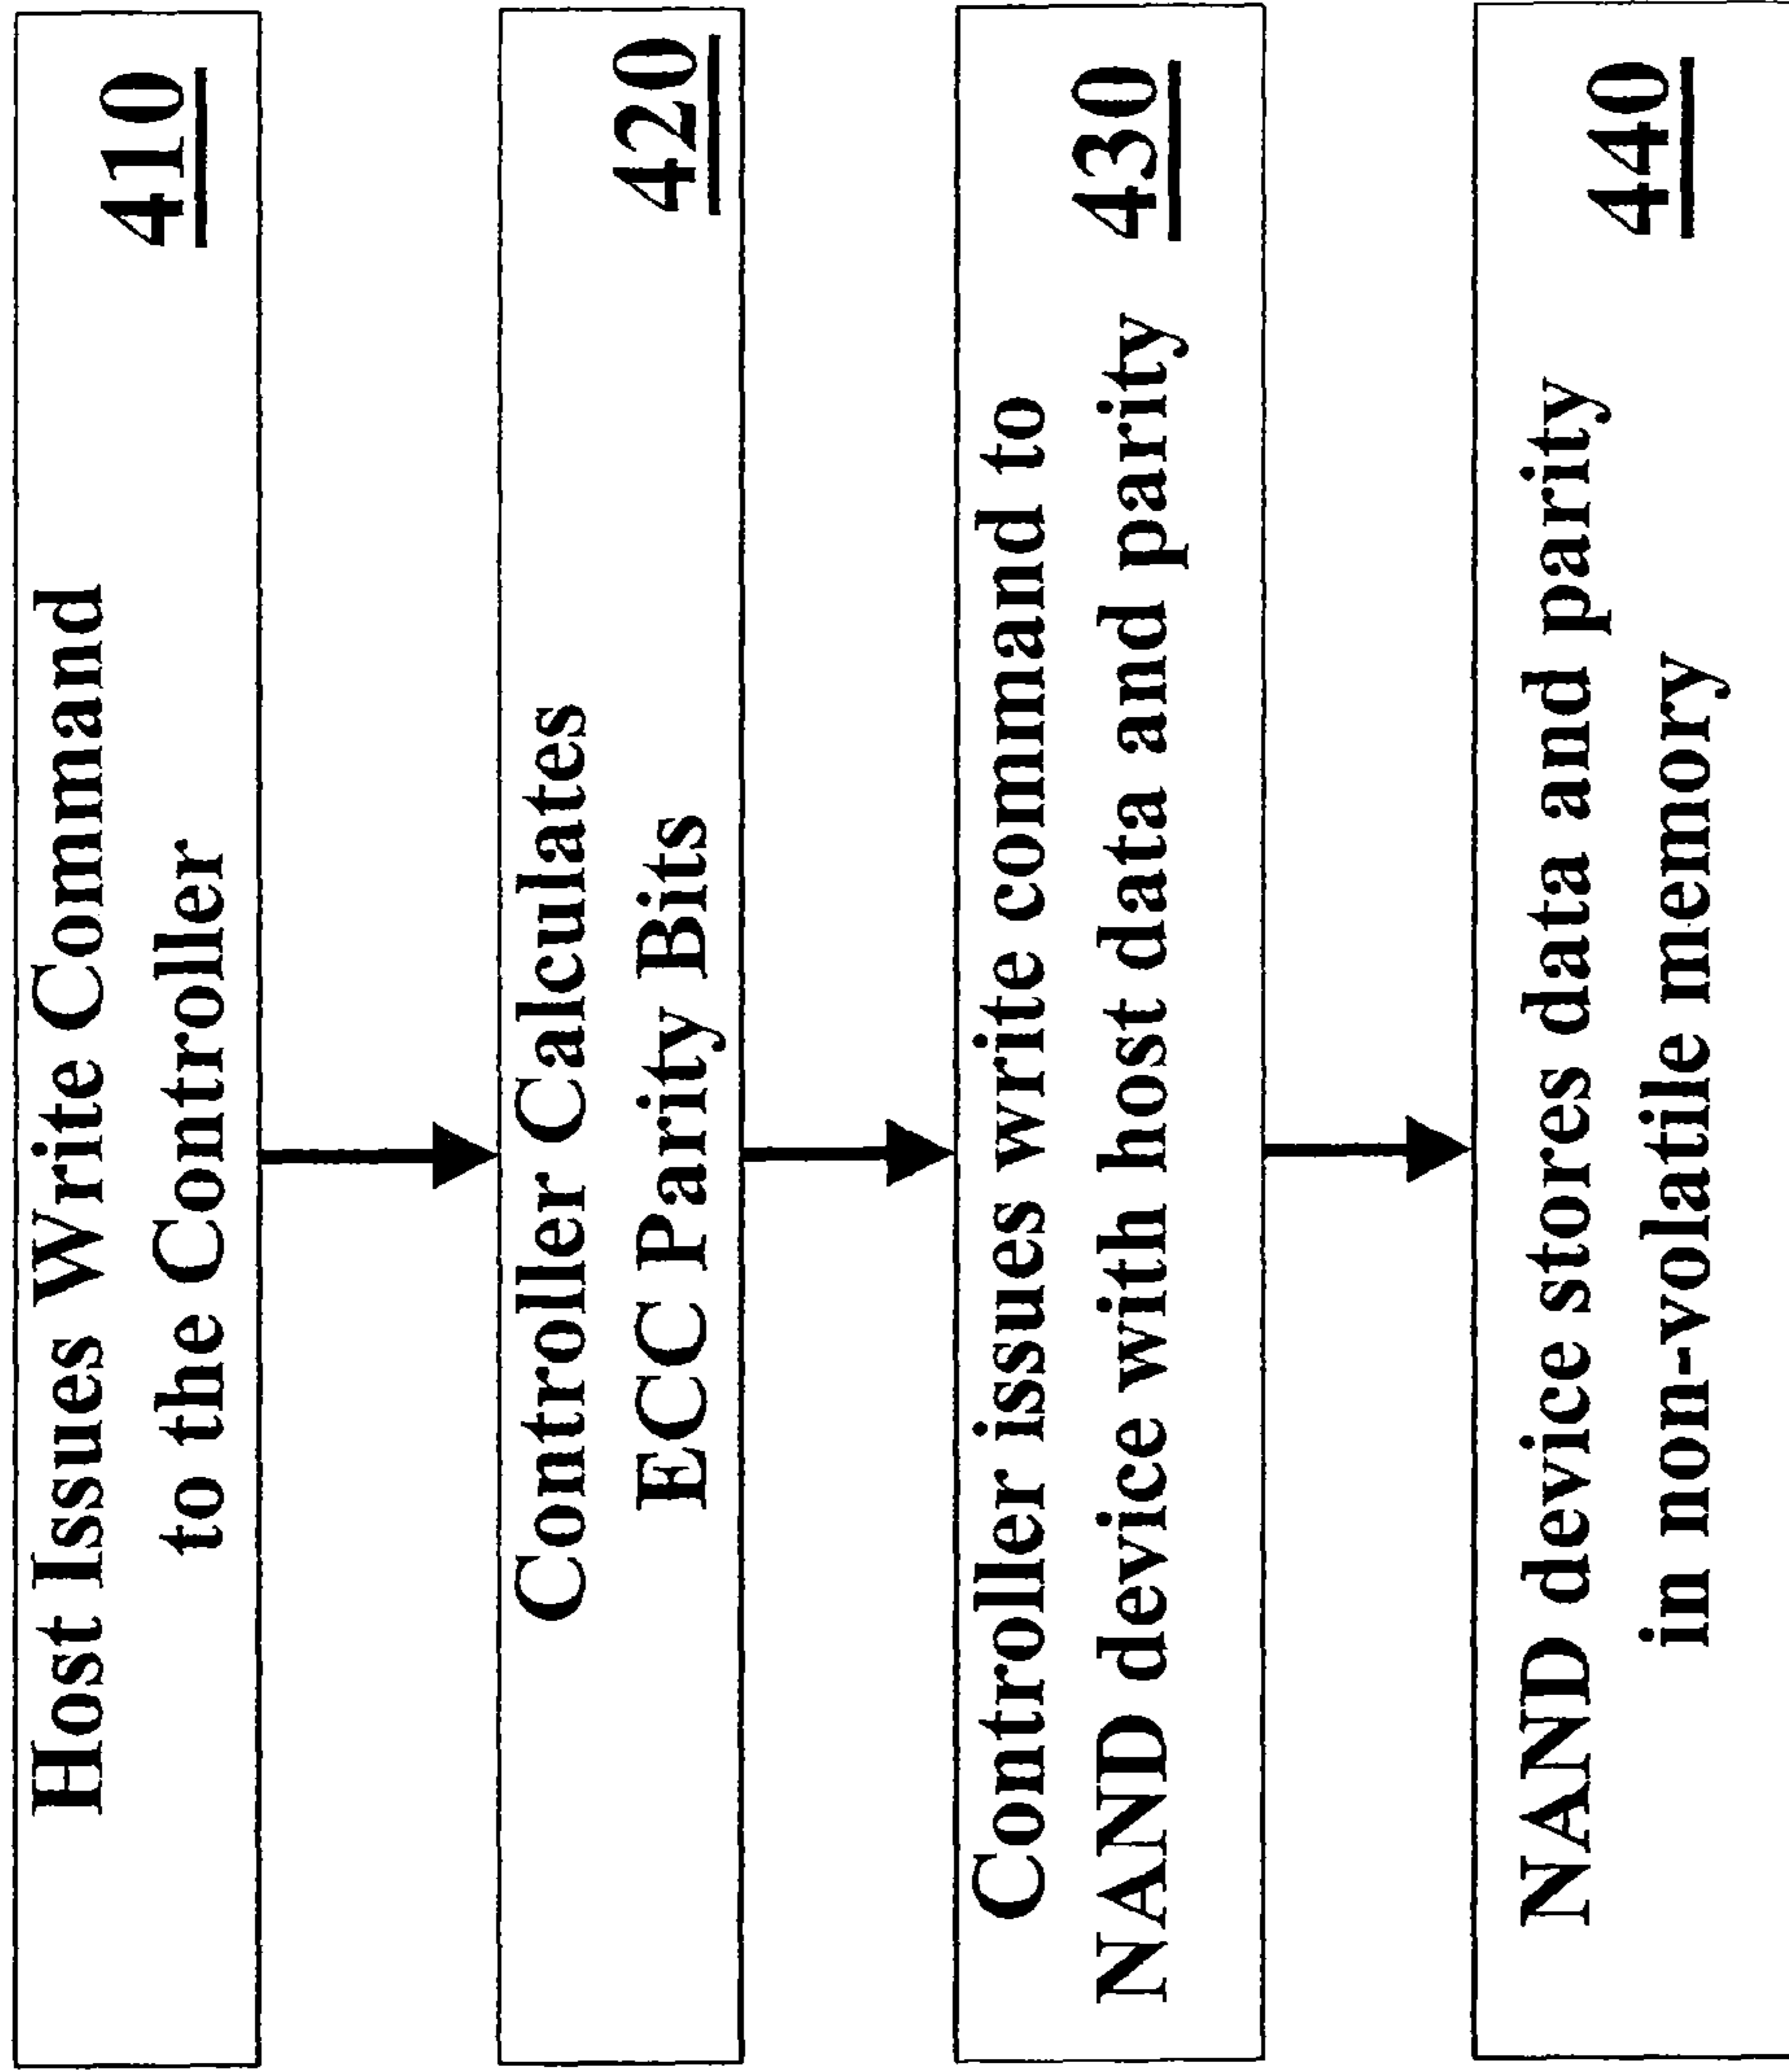 Host Issues Write Command
to the Controller 410
Controller Calculates
ECC Parity Bits 420
Controller issues write command to
NAND device with host data and parity 430
NAND device stores data and parity
in non-volatile memory 440